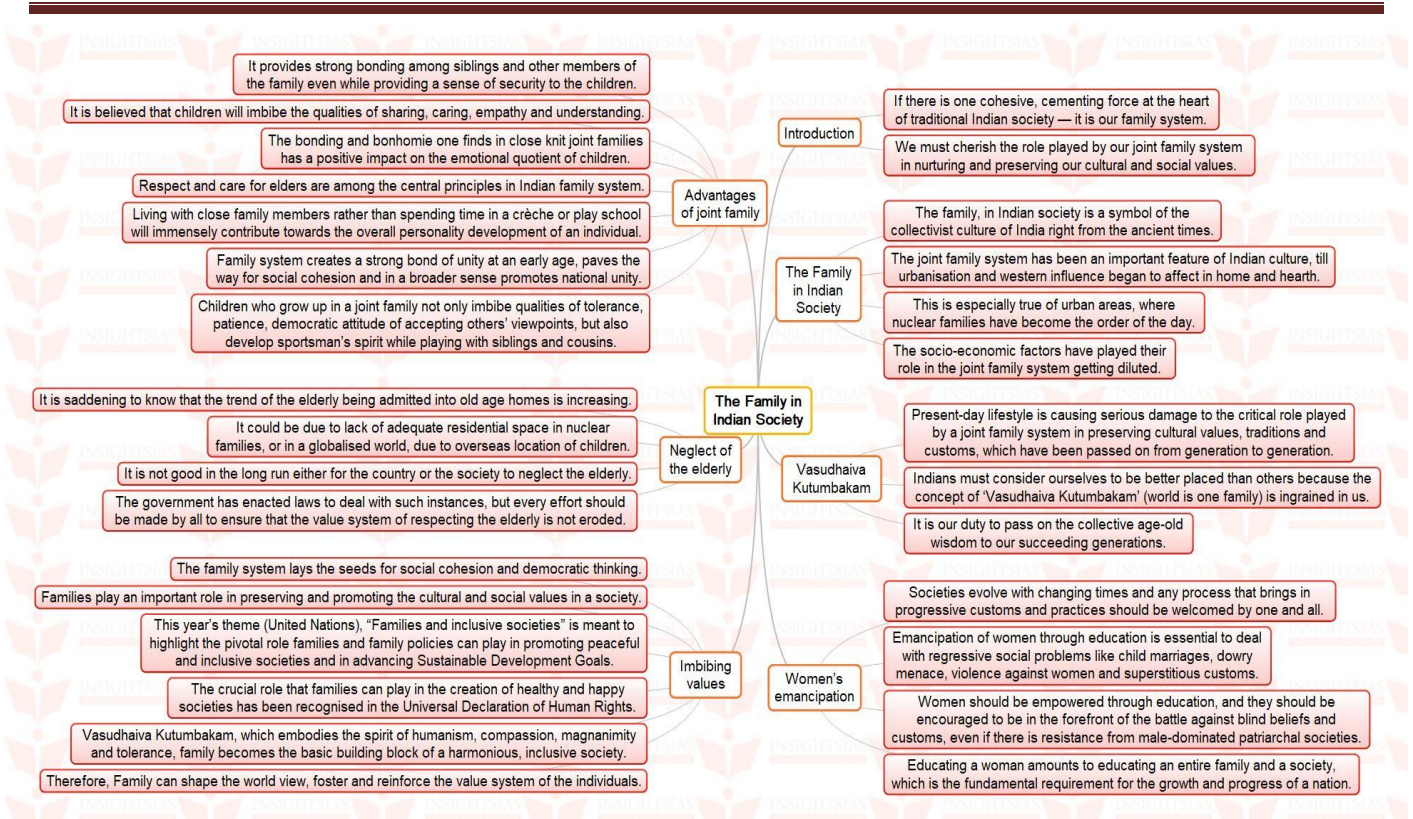 The Family in
Indian Society
Introduction
If there is one cohesive, cementing force at the heart
of traditional Indian society — it is our family system.
We must cherish the role played by our joint family system
in nurturing and preserving our cultural and social values.
The Family
in Indian
Society
The family, in Indian society is a symbol of the
collectivist culture of India right from the ancient times.
The joint family system has been an important feature of Indian culture, till
urbanisation and western influence began to affect in home and hearth.
This is especially true of urban areas, where
nuclear families have become the order of the day.
The socio-economic factors have played their
role in the joint family system getting diluted.
Vasudhaiva
Kutumbakam
Present-day lifestyle is causing serious damage to the critical role played
by a joint family system in preserving cultural values, traditions and
customs, which have been passed on from generation to generation.
Indians must consider ourselves to be better placed than others because the
concept of ‘Vasudhaiva Kutumbakam’ (world is one family) is ingrained in us.
It is our duty to pass on the collective age-old
wisdom to our succeeding generations.
Women’s
emancipation
Societies evolve with changing times and any process that brings in
progressive customs and practices should be welcomed by one and all.
Emancipation of women through education is essential to deal
with regressive social problems like child marriages, dowry
menace, violence against women and superstitious customs.
Women should be empowered through education, and they should be
encouraged to be in the forefront of the battle against blind beliefs and
customs, even if there is resistance from male-dominated patriarchal societies.
Educating a woman amounts to educating an entire family and a society,
which is the fundamental requirement for the growth and progress of a nation.
Advantages
of joint family
It provides strong bonding among siblings and other members of
the family even while providing a sense of security to the children.
It is believed that children will imbibe the qualities of sharing, caring, empathy and understanding.
The bonding and bonhomie one finds in close knit joint families
has a positive impact on the emotional quotient of children.
Respect and care for elders are among the central principles in Indian family system.
Living with close family members rather than spending time in a crèche or play school
will immensely contribute towards the overall personality development of an individual.
Family system creates a strong bond of unity at an early age, paves the
way for social cohesion and in a broader sense promotes national unity.
Children who grow up in a joint family not only imbibe qualities of tolerance,
patience, democratic attitude of accepting others’ viewpoints, but also
develop sportsman’s spirit while playing with siblings and cousins.
Neglect of
the elderly
It is saddening to know that the trend of the elderly being admitted into old age homes is increasing.
It could be due to lack of adequate residential space in nuclear
families, or in a globalised world, due to overseas location of children.
It is not good in the long run either for the country or the society to neglect the elderly.
The government has enacted laws to deal with such instances, but every effort should
be made by all to ensure that the value system of respecting the elderly is not eroded.
Imbibing
values
The family system lays the seeds for social cohesion and democratic thinking.
Families play an important role in preserving and promoting the cultural and social values in a society.
This year’s theme (United Nations), “Families and inclusive societies” is meant to
highlight the pivotal role families and family policies can play in promoting peaceful
and inclusive societies and in advancing Sustainable Development Goals.
The crucial role that families can play in the creation of healthy and happy
societies has been recognised in the Universal Declaration of Human Rights.
Vasudhaiva Kutumbakam, which embodies the spirit of humanism, compassion, magnanimity
and tolerance, family becomes the basic building block of a harmonious, inclusive society.
Therefore, Family can shape the world view, foster and reinforce the value system of the individuals.
INSIGHTSIAS